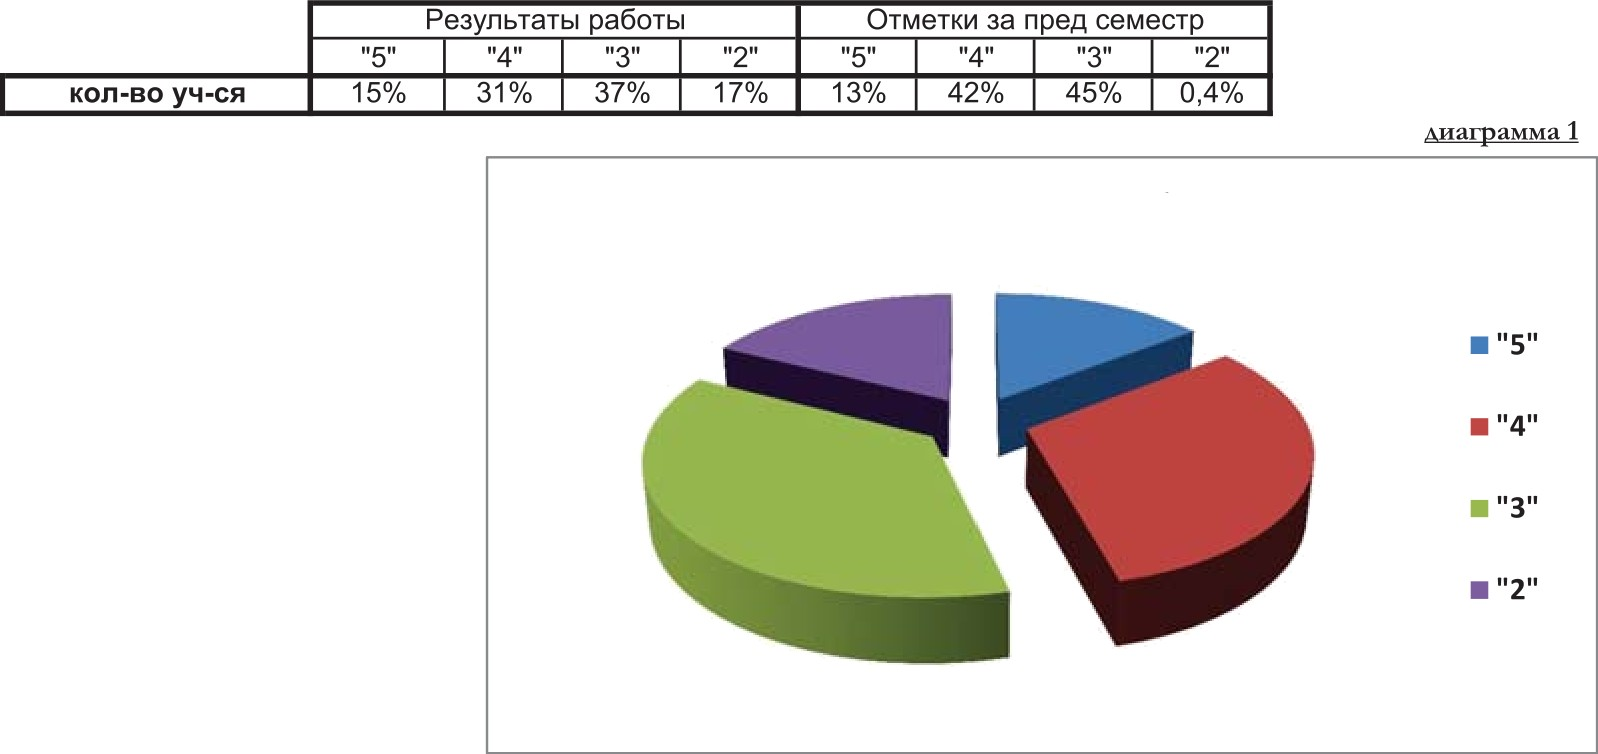 Результаты работы Отметки за пред семестр
"5" "4" "3" "2" "5" "4" "3" "2"
кол-во уч-ся 15% 31% 37% 17% 13% 42% 45% 0,4%
диаграмма 1
"5"
"4"
"3"
"2"